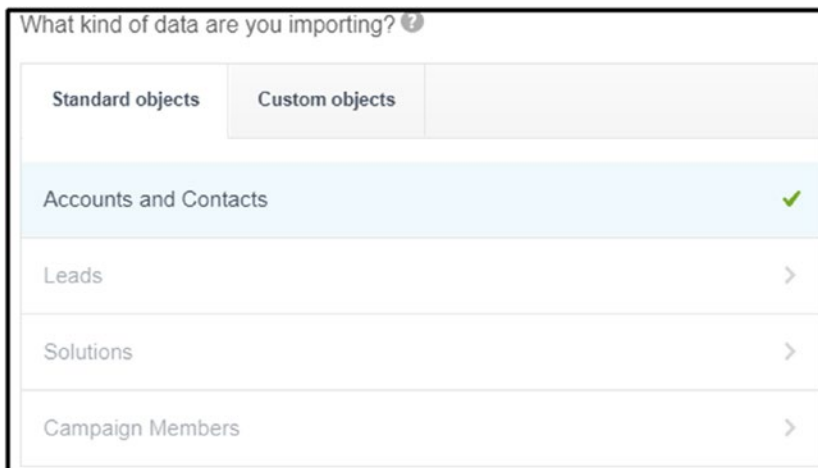 What kind of data are you importing? ?
Standard objects Custom objects
Accounts and Contacts
Leads
Solutions
Campaign Members